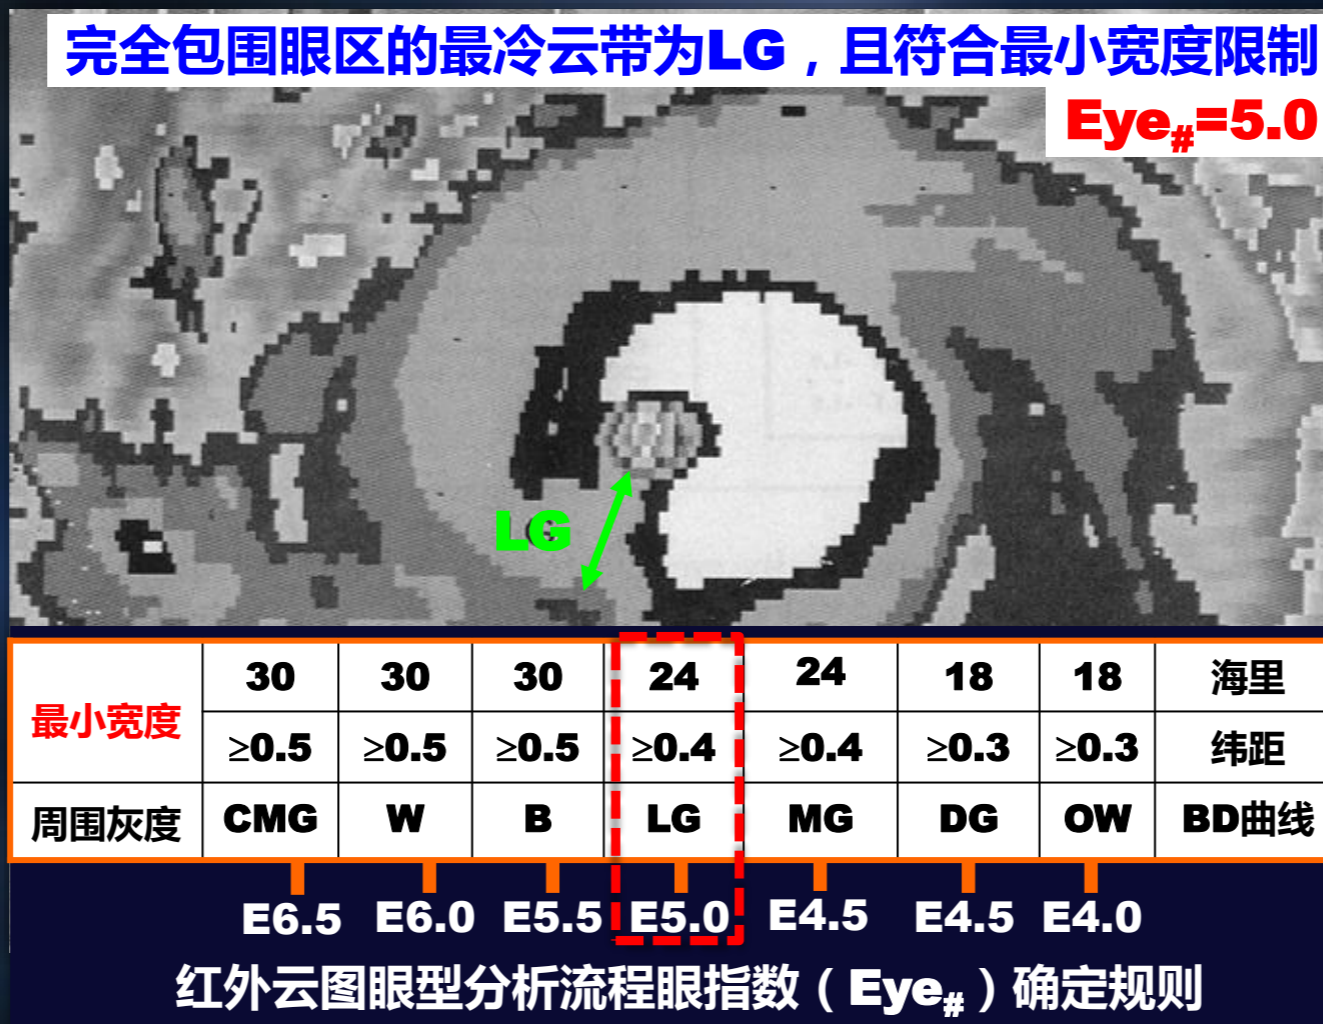 完全包围眼区的最冷云带为LG，且符合最小宽度限制
Eye#=5.0
LG
最小宽度 30 30 30 24 24 18 18 海里
≥0.5 ≥0.5 ≥0.5 ≥0.4 ≥0.4 ≥0.3 ≥0.3 纬距
周围灰度 CMG W B LG MG DG OW BD曲线
E6.5 E6.0 E5.5 E5.0 E4.5 E4.5 E4.0
红外云图眼型分析流程眼指数（Eye#）确定规则